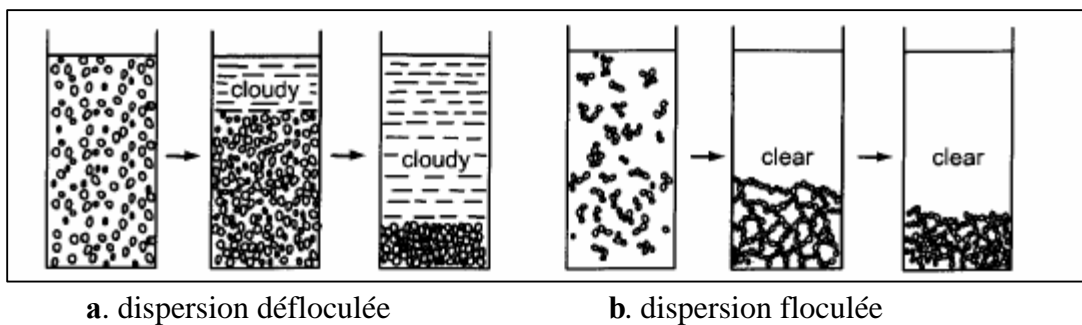 cloudy
cloudy
clear
clear
a. dispersion défloculée
b. dispersion floculée